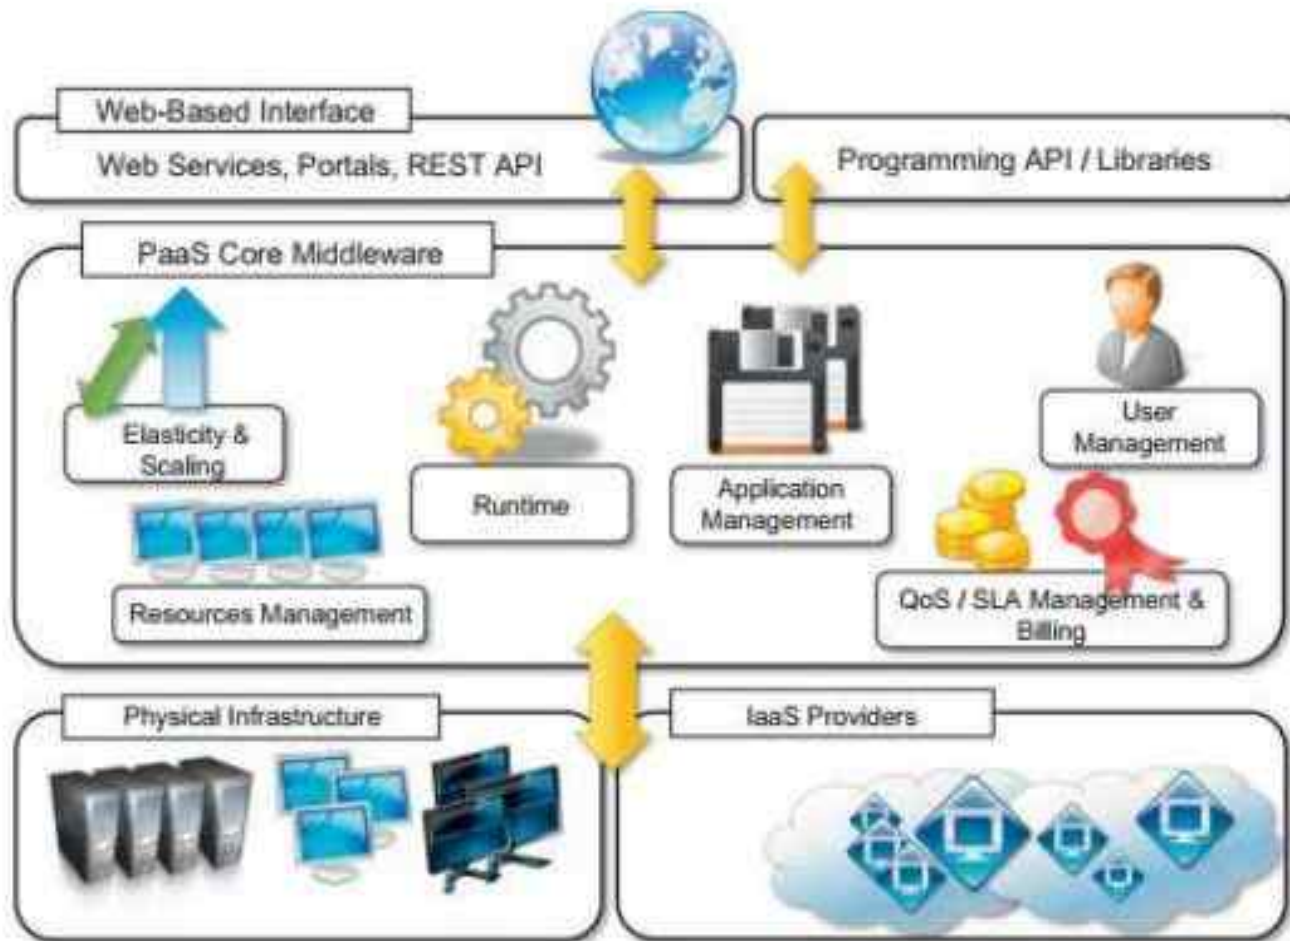 Web-Based Interface
Web Services, Portals, REST API
Programming API / Libraries
PaaS Core Middleware
Elasticity &
Scaling
Runtime
Application
Management
User
Management
Resources Management
QoS / SLA Management &
Billing
Physical Infrastructure
IaaS Providers